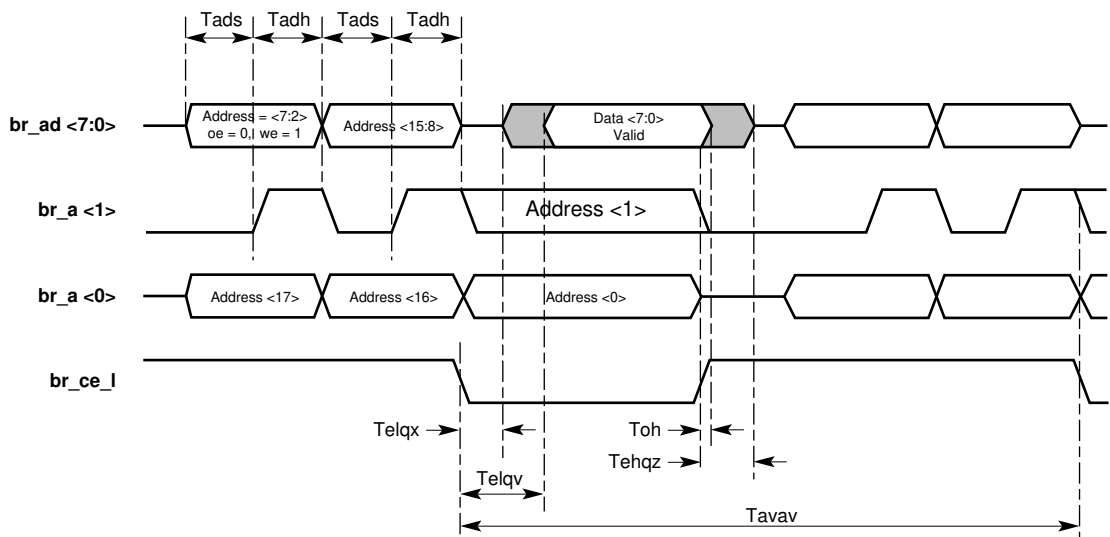 Tads Tadh Tads Tadh
br_ad <7:0>
Address = <7:2>
oe = 0,l we = 1
Address <15:8>
Data <7:0>
Valid
br_a <1>
Address <1>
br_a <0>
Address <17>
Address <16>
Address <0>
br_ce_l
Telqx
Toh
Tehqz
Telqv
Tavav